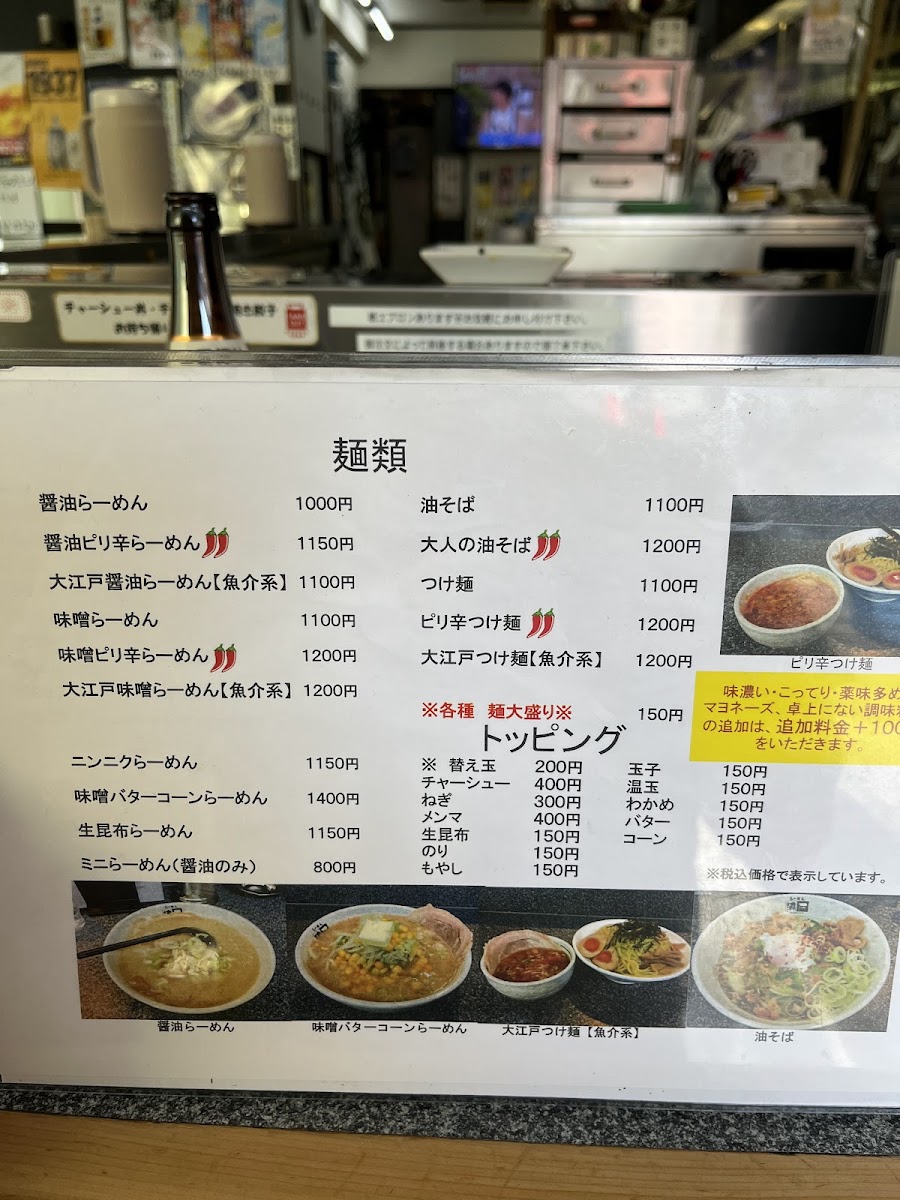 1937
麺類
醤油らーめん 1000円
醤油ピリ辛らーめん 1150円
大江戸醤油らーめん【魚介系】 1100円
味噌らーめん 1100円
味噌ピリ辛らーめん 1200円
大江戸味噌らーめん【魚介系】 1200円
ニンニクらーめん 1150円
味噌バターコーンらーめん 1400円
生昆布らーめん 1150円
ミニらーめん(醤油のみ) 800円
油そば 1100円
大人の油そば 1200円
つけ麺 1100円
ピリ辛つけ麺 1200円
大江戸つけ麺【魚介系】 1200円
※各種 麺大盛り※ 150円
トッピング
※ 替え玉 200円
チャーシュー 400円
ねぎ 300円
メンマ 400円
生昆布 150円
のり 150円
もやし 150円
玉子 150円
温玉 150円
わかめ 150円
バター 150円
コーン 150円
ピリ辛つけ麺
味濃い・こってり・薬味多め
マヨネーズ、卓上にない調味料
の追加は、追加料金+100
をいただきます。
※税込価格で表示しています。
醤油らーめん
味噌バターコーンらーめん
大江戸つけ麺【魚介系】
油そば